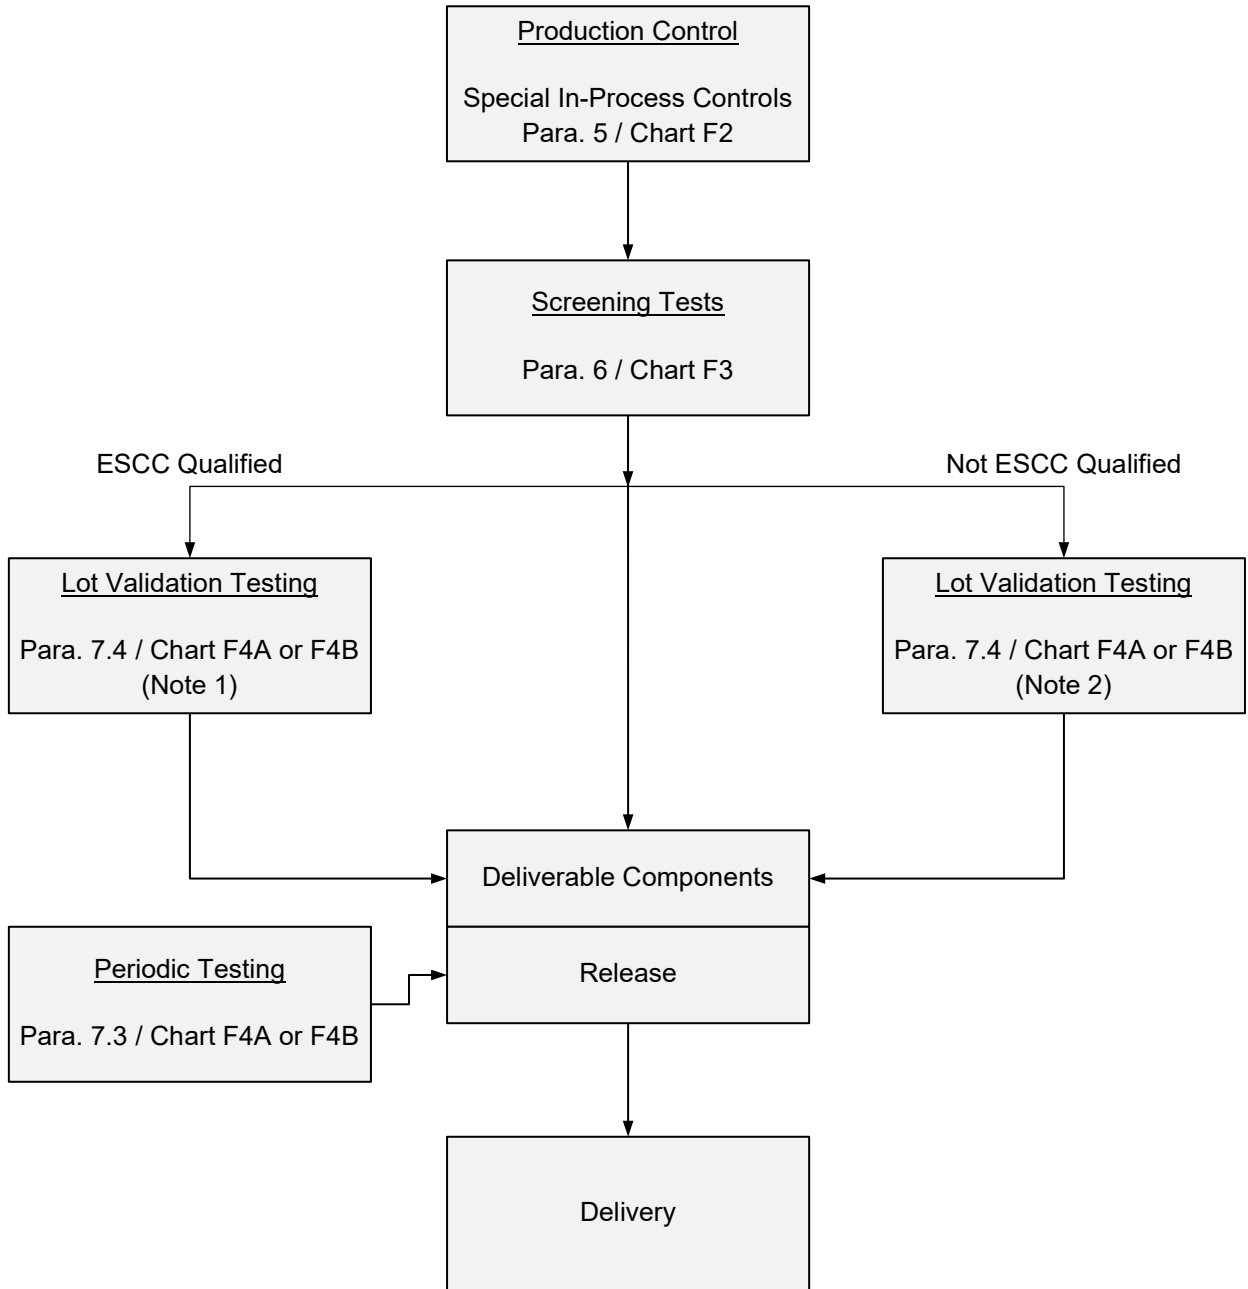 Production Control
Special In-Process Controls
Para. 5 / Chart F2
Screening Tests
Para. 6 / Chart F3
ESCC Qualified
Not ESCC Qualified
Lot Validation Testing
Para. 7.4 / Chart F4A or F4B
(Note 1)
Lot Validation Testing
Para. 7.4 / Chart F4A or F4B
(Note 2)
Deliverable Components
Periodic Testing
Para. 7.3 / Chart F4A or F4B
Release
Delivery